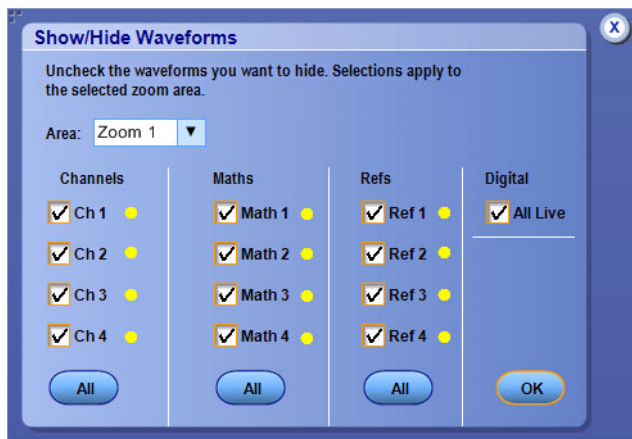 Show/Hide Waveforms
X
Uncheck the waveforms you want to hide. Selections apply to
the selected zoom area.
Area: Zoom 1
Channels Maths Refs Digital
Ch 1 Math 1 Ref 1 All Live
Ch 2 Math 2 Ref 2
Ch 3 Math 3 Ref 3
Ch 4 Math 4 Ref 4
All All All OK